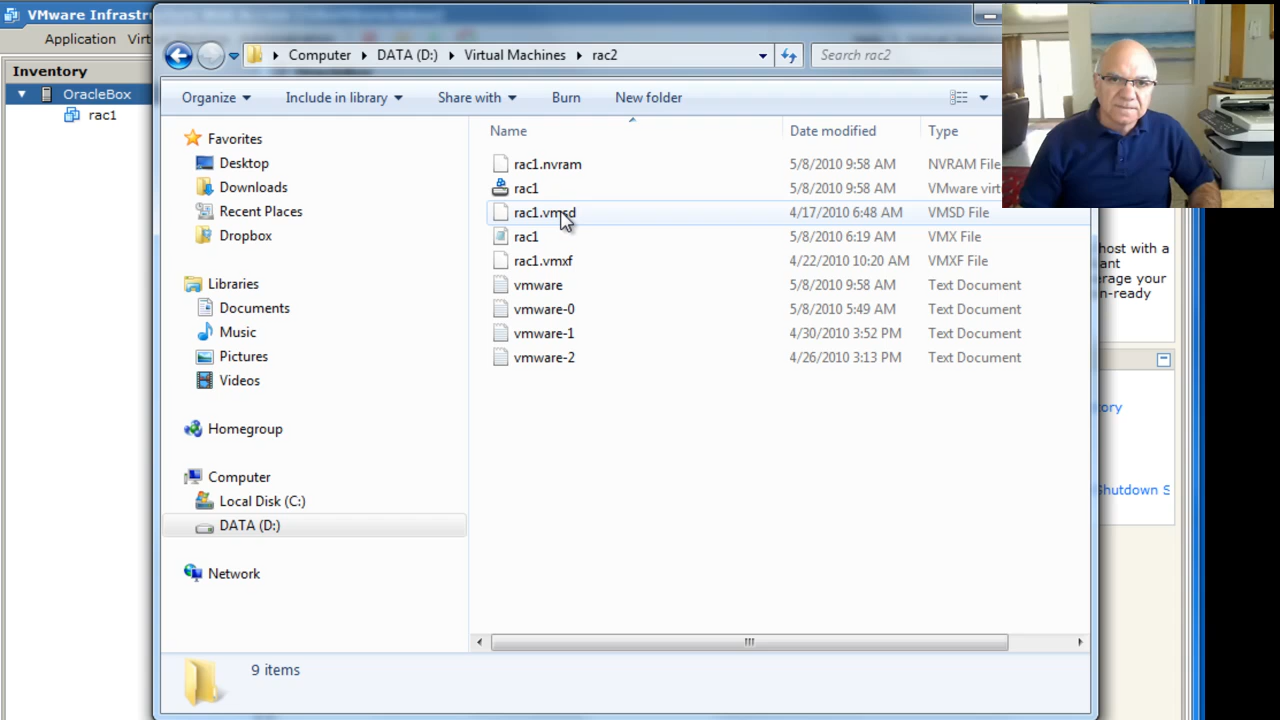 VMware Infrastru
Application Virt
Inventory
OracleBox
rac1
Computer DATA (D:) Virtual Machines rac2
Search rac2
Organize Include in library Share with Burn New folder
Favorites
Desktop
Downloads
Recent Places
Dropbox
Libraries
Documents
Music
Pictures
Videos
Homegroup
Computer
Local Disk (C:)
DATA (D:)
Network
Name Date modified Type
rac1.nvram 5/8/2010 9:58 AM NVRAM File
rac1 5/8/2010 9:58 AM VMware virtu
rac1.vmsd 4/17/2010 6:48 AM VMSD File
rac1 5/8/2010 6:19 AM VMX File
rac1.vmxf 4/22/2010 10:20 AM VMXF File
vmware 5/8/2010 9:58 AM Text Document
vmware-0 5/8/2010 5:49 AM Text Document
vmware-1 4/30/2010 3:52 PM Text Document
vmware-2 4/26/2010 3:13 PM Text Document
9 items
host with a
ant
erage your
n-ready
ory
Shutdown S